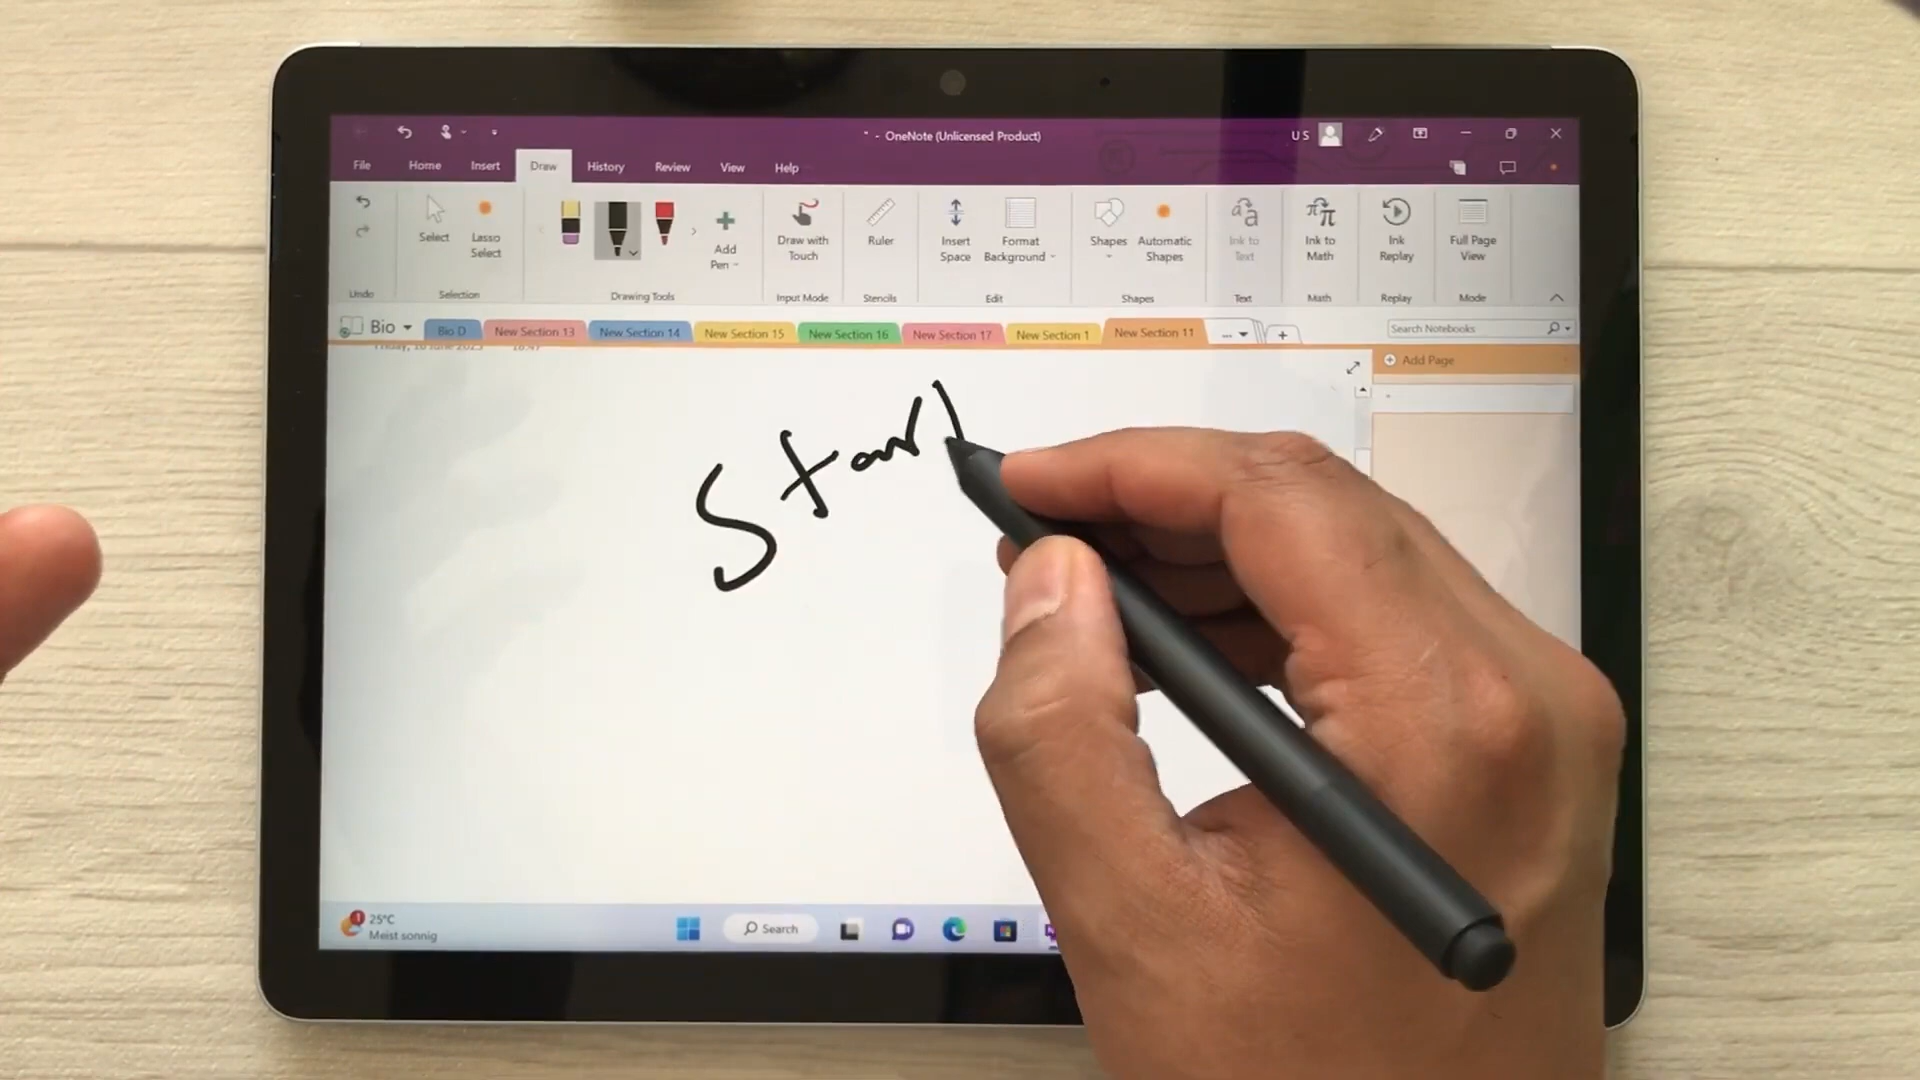 - OneNote (Unlicensed Product)
US
File Home Insert Draw History Review View Help
Select
Lasso Select
Add Pen
Draw with Touch
Ruler
Insert Space
Format Background
Shapes
Automatic Shapes
Ink to Text
Ink to Math
Ink Replay
Full Page View
Undo Selection Drawing Tools Input Mode Stencils Edit Shapes Text Math Replay Mode
Bio Bio D New Section 13 New Section 14 New Section 15 New Section 16 New Section 17 New Section 1 New Section 11 ... + Search Notebooks
Add Page
Start
1 25°C
Meist sonnig
Search